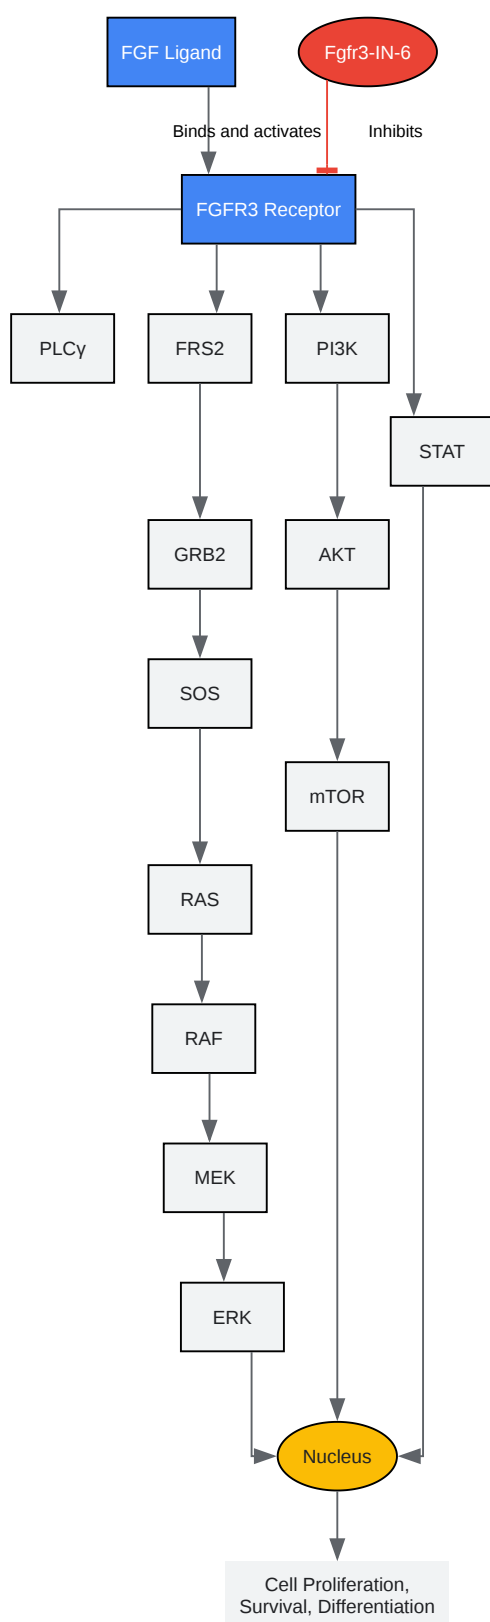 FGF Ligand
Fgfr3-IN-6
Binds and activates
Inhibits
FGFR3 Receptor
PLCγ
FRS2
PI3K
STAT
GRB2
AKT
SOS
mTOR
RAS
RAF
MEK
ERK
Nucleus
Cell Proliferation,
Survival, Differentiation